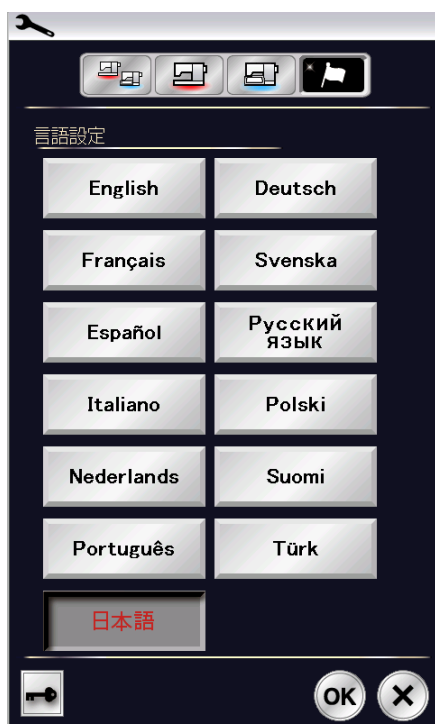 言語設定
English
Deutsch
Français
Svenska
Español
Русский
язык
Italiano
Polski
Nederlands
Suomi
Português
Türk
日本語
OK